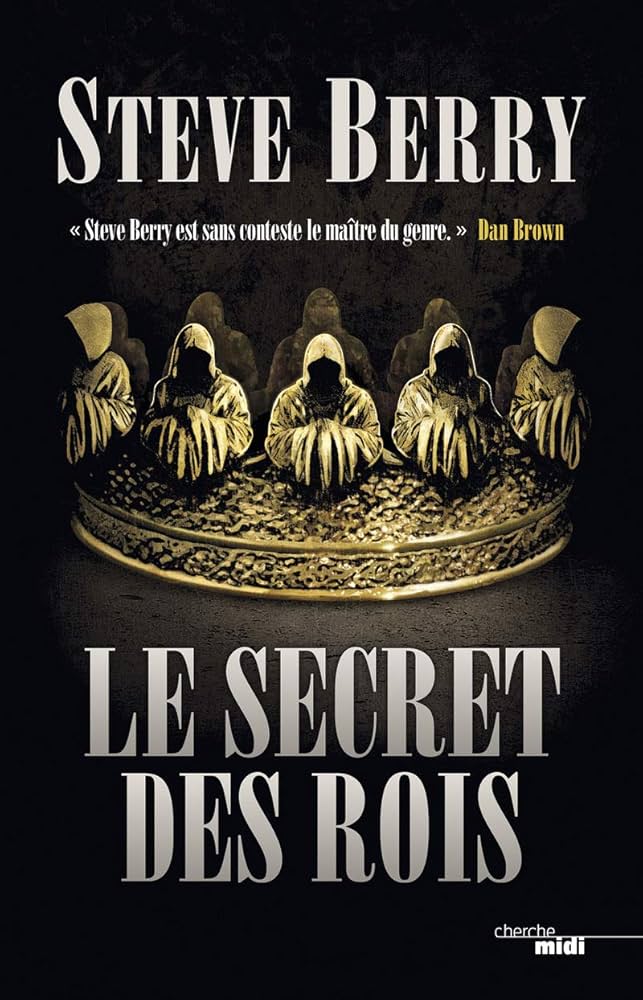 STEVE BERRY
« Steve Berry est sans conteste le maître du genre. » Dan Brown
LE SECRET
DES ROIS
cherche
midi